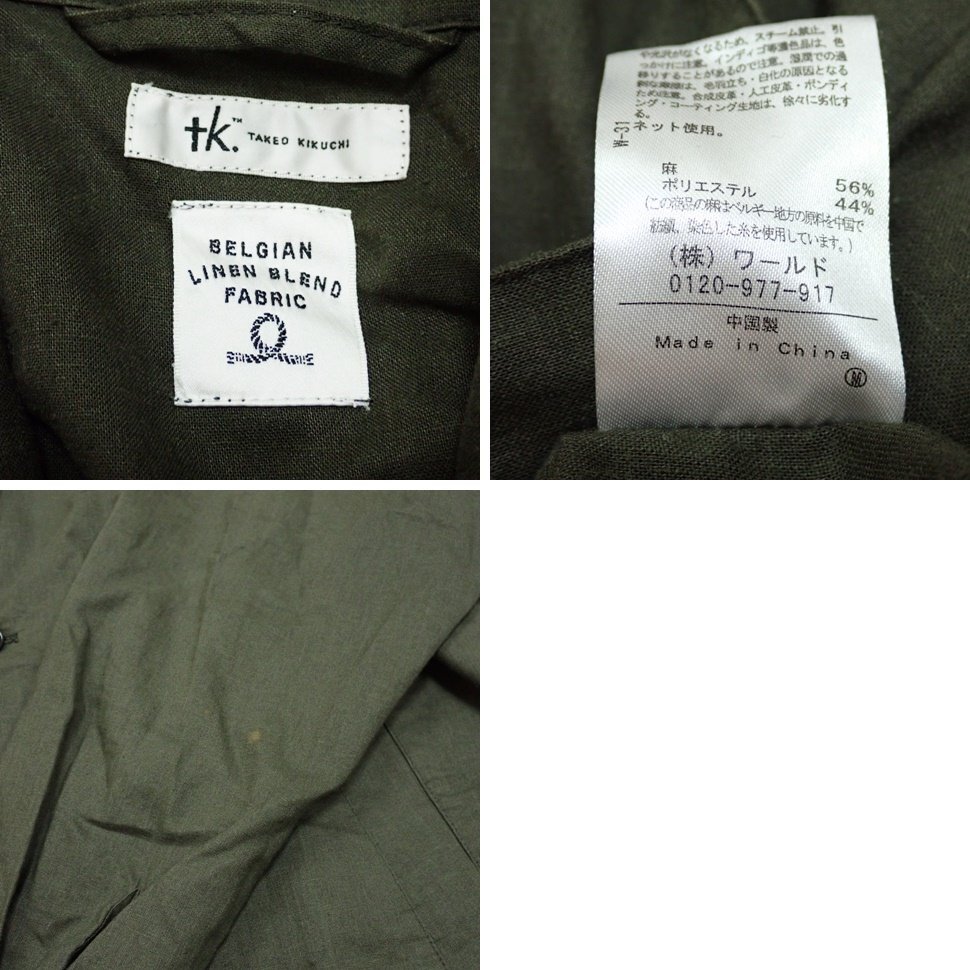 tk.™ TAKEO KIKUCHI
BELGIAN
LINEN BLEND
FABRIC
や光沢がなくなるため、スチーム禁止。引
っかけに注意。インディゴ等濃色品は、色
移りすることがあるので注意。湿潤での過
度な摩擦は、毛羽立ち・白化の原因となる
ため注意。合成皮革・人工皮革・ボンディ
ング・コーティング生地は、徐々に劣化す
る。
ネット使用。
W-31
麻 56%
ポリエステル 44%
(この商品の麻はベルギー地方の原料を中国で
紡績、染色した糸を使用しています。)
(株) ワールド
0120-977-917
中国製
Made in China
M